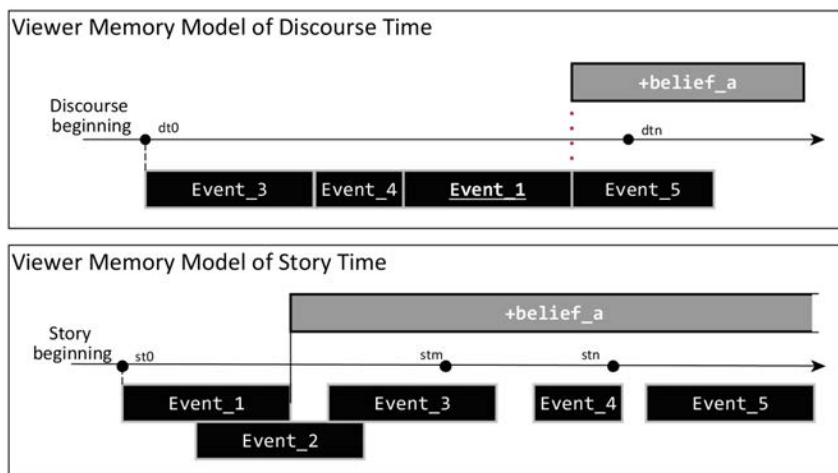 Viewer Memory Model of Discourse Time
+belief_a
Discourse
beginning
dt0
dtn
Event_3
Event_4
Event_1
Event_5
Viewer Memory Model of Story Time
+belief_a
Story
beginning
st0
stm
stn
Event_1
Event_3
Event_4
Event_5
Event_2